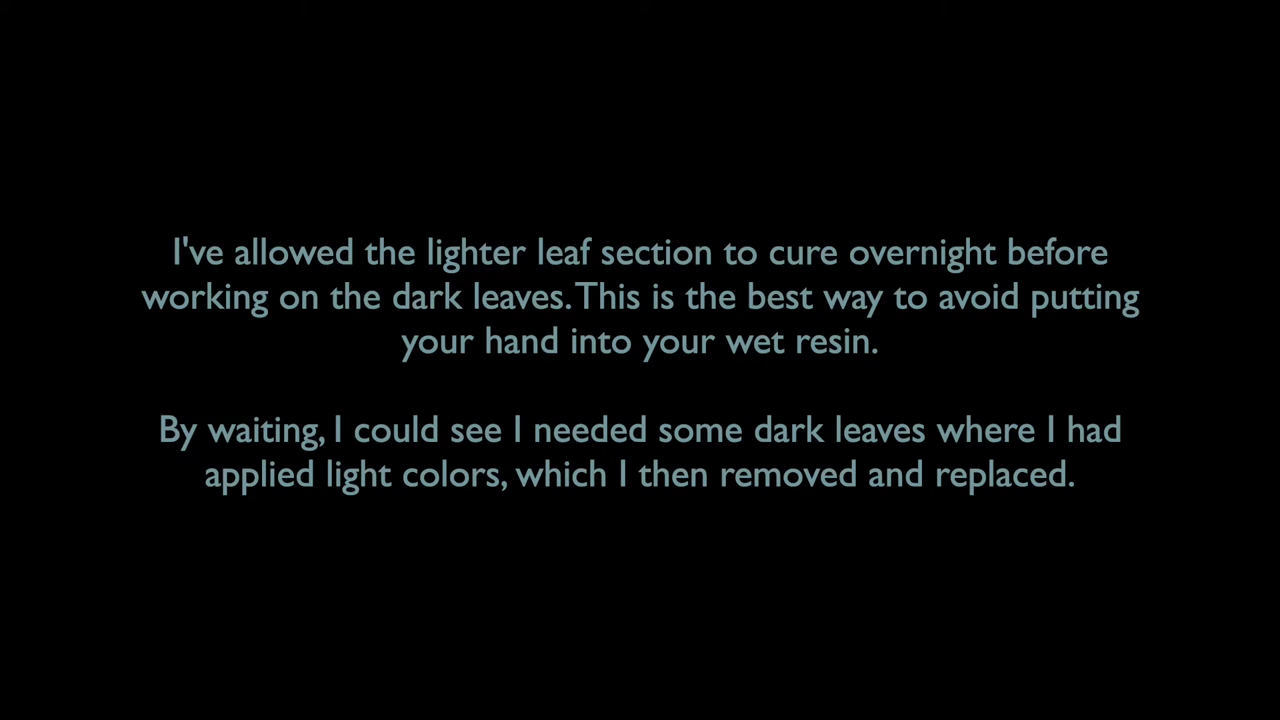 I've allowed the lighter leaf section to cure overnight before
working on the dark leaves. This is the best way to avoid putting
your hand into your wet resin.
By waiting, I could see I needed some dark leaves where I had
applied light colors, which I then removed and replaced.